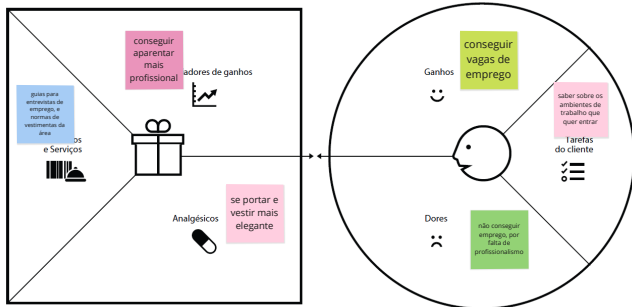 conseguir
aparentar
mais
profissional
adores de ganhos
guias para
entrevistas de
emprego, e
normas de
vestimentas da
área
os
e Serviços
Analgésicos
se portar e
vestir mais
elegante
conseguir
vagas de
emprego
Ganhos
saber sobre os
ambientes de
trabalho que
quer entrar
Tarefas
do cliente
Dores
não conseguir
emprego, por
falta de
profissionalismo